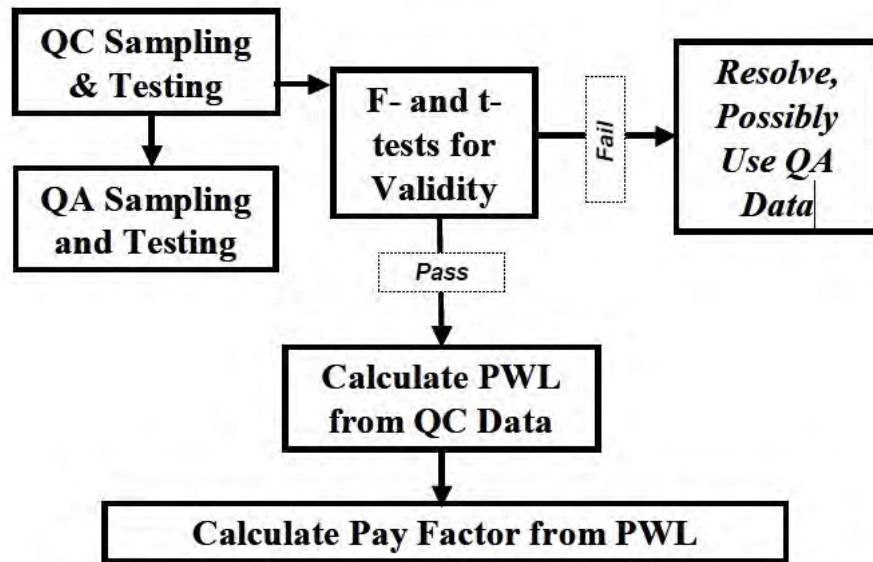 QC Sampling
& Testing
QA Sampling
and Testing
F- and t-
tests for
Validity
Fail
Resolve,
Possibly
Use QA
Data
Pass
Calculate PWL
from QC Data
Calculate Pay Factor from PWL